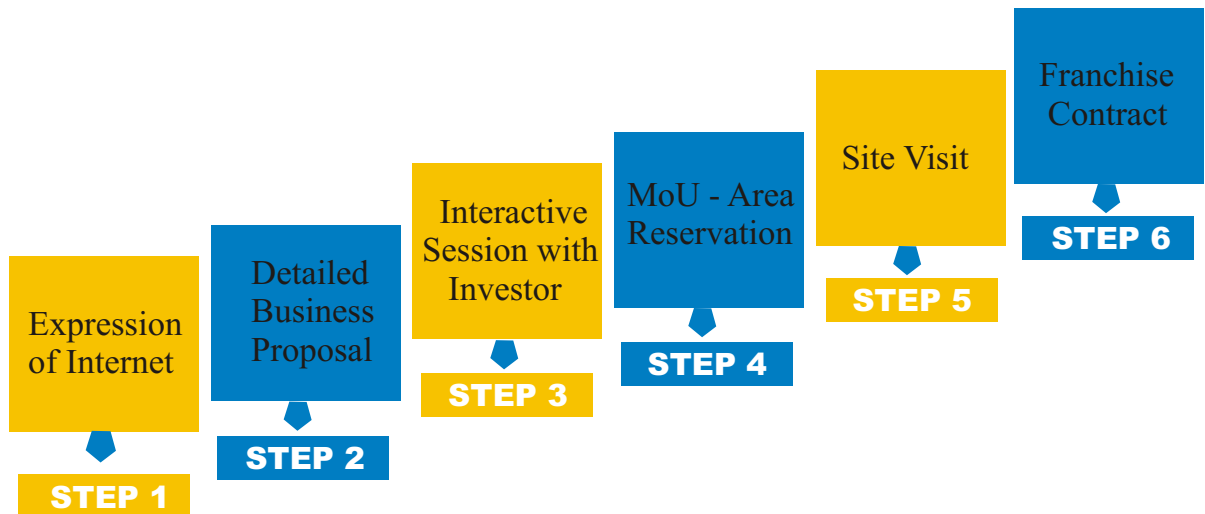 Expression
of Internet
STEP 1
Detailed
Business
Proposal
STEP 2
Interactive
Session with
Investor
STEP 3
MoU - Area
Reservation
STEP 4
Site Visit
STEP 5
Franchise
Contract
STEP 6